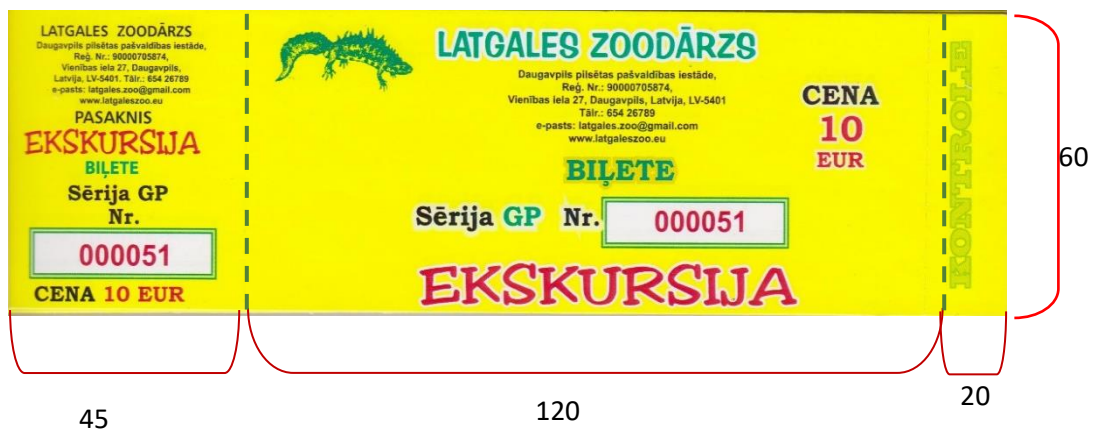 LATGALES ZOODĀRZS
Daugavpils pilsētas pašvaldības iestāde,
Reģ. Nr.: 90000705874,
Vienības iela 27, Daugavpils,
Latvija, LV-5401. Tālr.: 654 26789
e-pasts: latgales.zoo@gmail.com
www.latgaleszoo.eu
PASAKNIS
EKSKURSIJA
BIĻETE
Sērija GP
Nr.
000051
CENA 10 EUR
LATGALES ZOODĀRZS
Daugavpils pilsētas pašvaldības iestāde,
Reģ. Nr.: 90000705874,
Vienības iela 27, Daugavpils, Latvija, LV-5401
Tālr.: 654 26789
e-pasts: latgales.zoo@gmail.com
www.latgaleszoo.eu
CENA
10
EUR
BIĻETE
Sērija GP Nr. 000051
EKSKURSIJA
KONTROLE
60
45
120
20